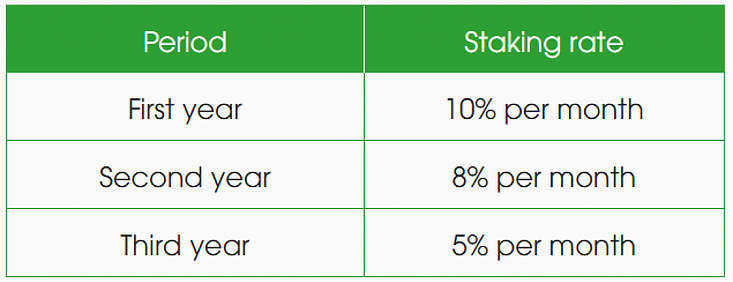 Period Staking rate
First year 10% per month
Second year 8% per month
Third year 5% per month